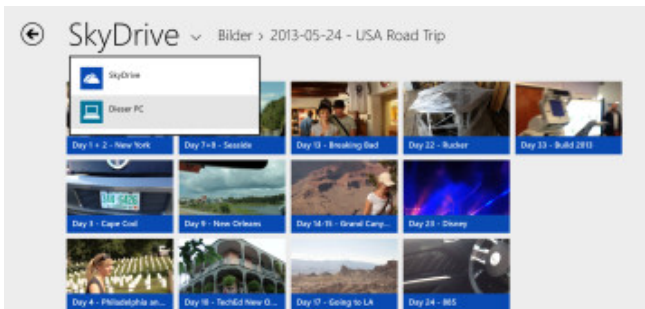 SkyDrive
Bilder > 2013-05-24 - USA Road Trip
SkyDrive
Dieser PC
Day 1 + 2 - New York
Day 7+8 - Seaside
Day 13 - Breaking Bad
Day 22 - Rucker
Day 33 - Build 2013
Day 3 - Cape Cod
Day 9 - New Orleans
Day 14-15 - Grand Cany...
Day 23 - Disney
Day 4 - Philadelphia an...
Day 10 - TechEd New O...
Day 17 - Going to LA
Day 24 -